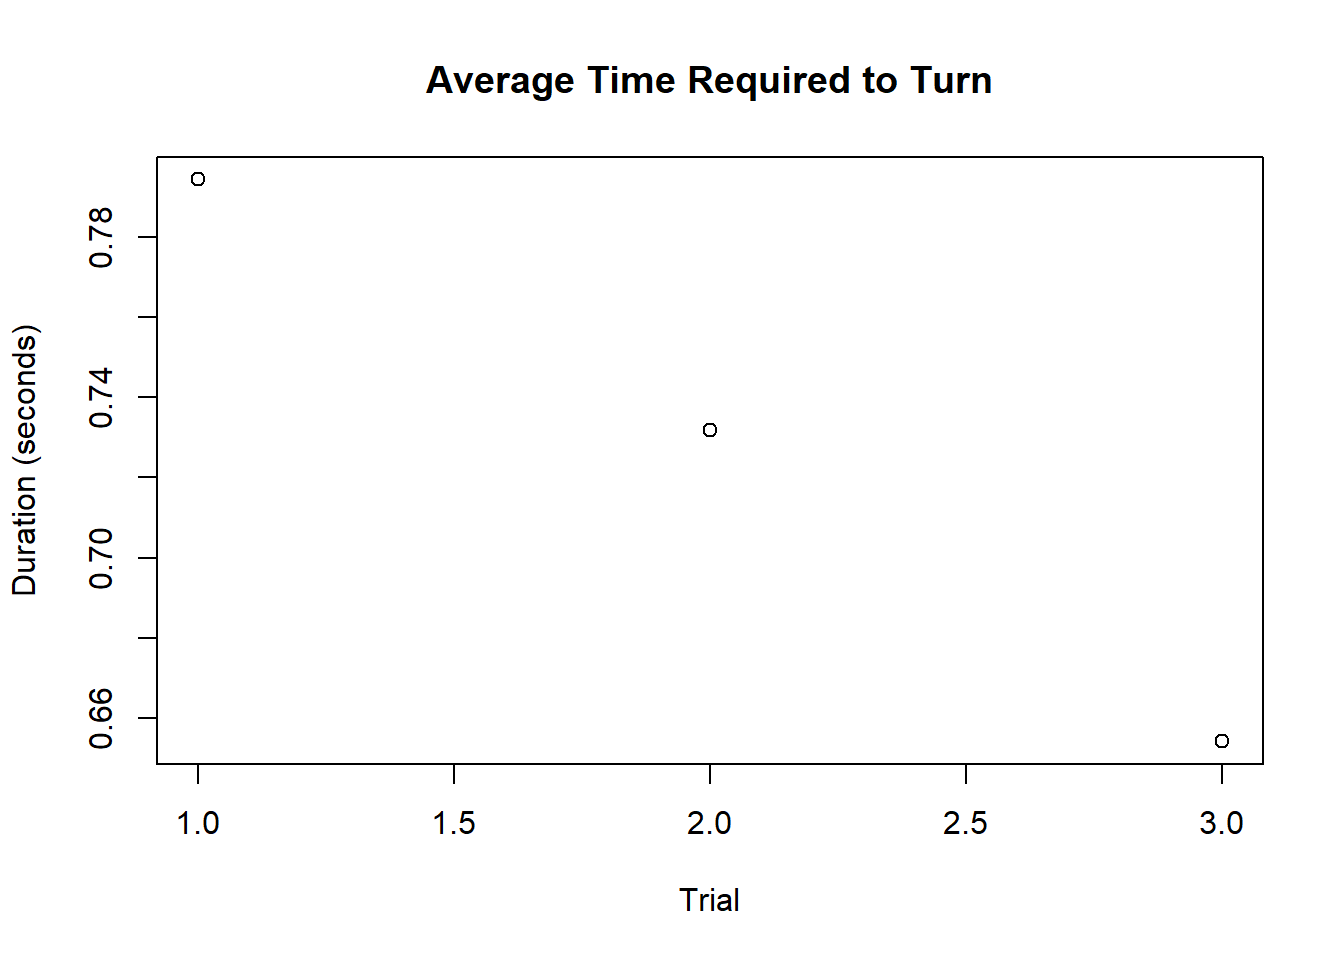 Average Time Required to Turn
Duration (seconds)
0.78
0.74
0.70
0.66
1.0 1.5 2.0 2.5 3.0
Trial